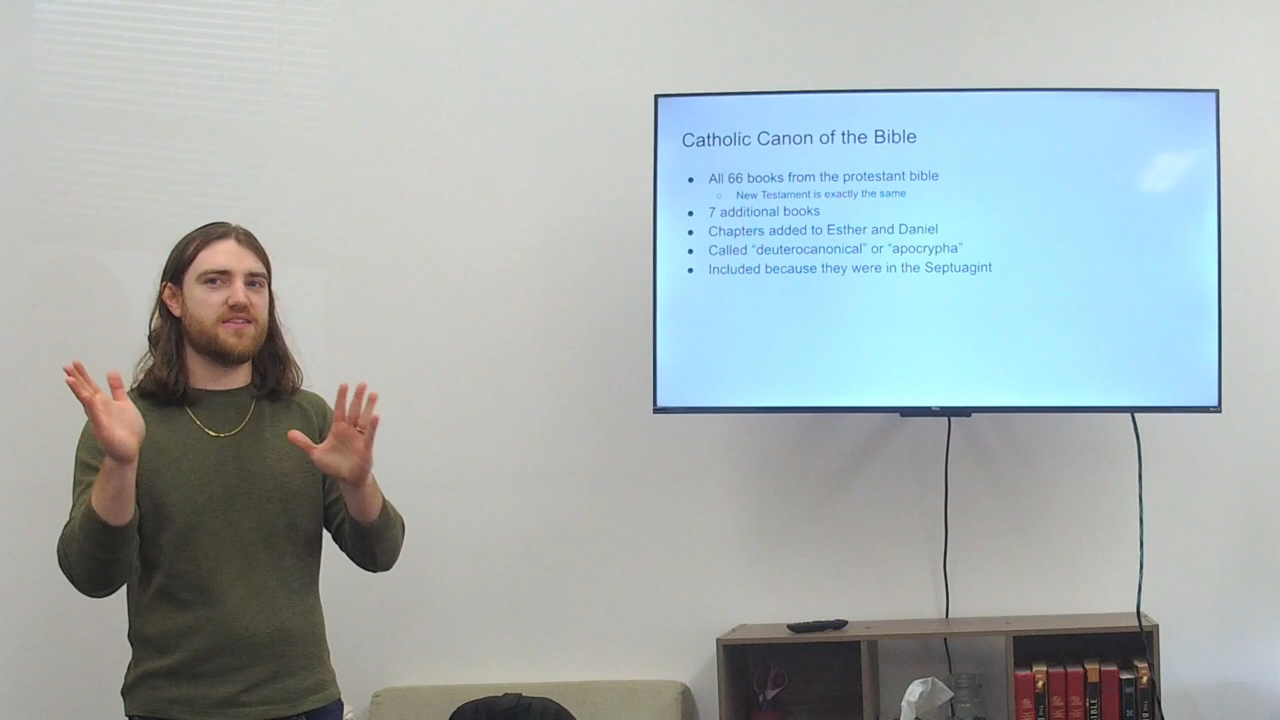 Catholic Canon of the Bible
● All 66 books from the protestant bible
○ New Testament is exactly the same
● 7 additional books
● Chapters added to Esther and Daniel
● Called “deuterocanonical” or “apocrypha”
● Included because they were in the Septuagint
TCL
BIBLE